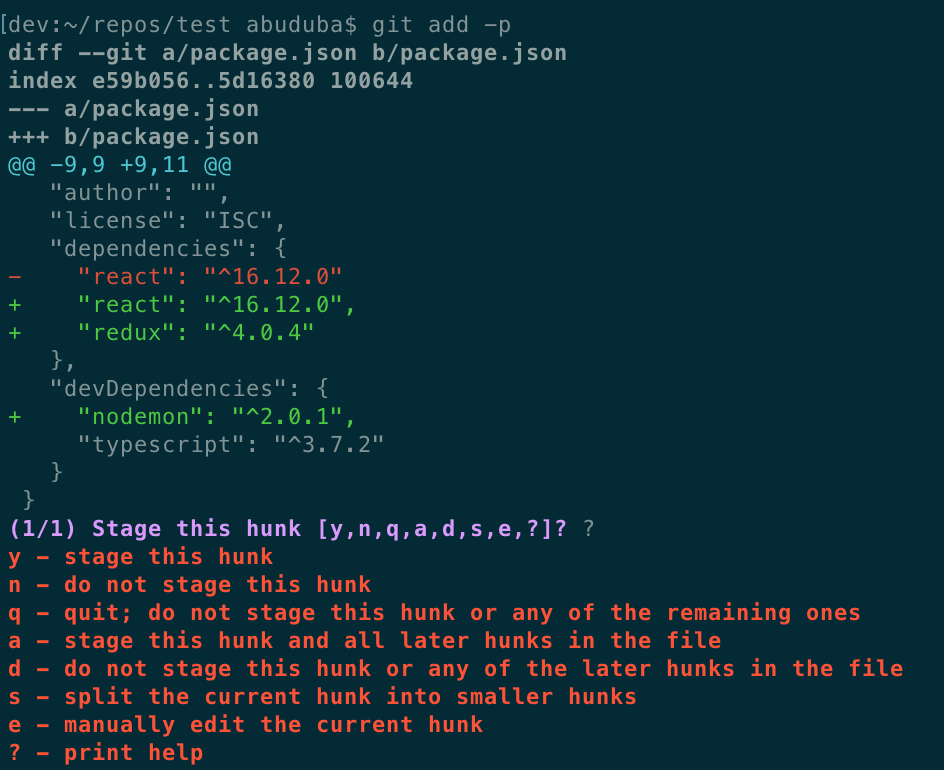 [dev:~/repos/test abuduba$ git add -p
diff --git a/package.json b/package.json
index e59b056..5d16380 100644
--- a/package.json
+++ b/package.json
@@ -9,9 +9,11 @@
   "author": "",
   "license": "ISC",
   "dependencies": {
-    "react": "^16.12.0"
+    "react": "^16.12.0",
+    "redux": "^4.0.4"
   },
   "devDependencies": {
+    "nodemon": "^2.0.1",
     "typescript": "^3.7.2"
   }
 }
(1/1) Stage this hunk [y,n,q,a,d,s,e,?]? ?
y - stage this hunk
n - do not stage this hunk
q - quit; do not stage this hunk or any of the remaining ones
a - stage this hunk and all later hunks in the file
d - do not stage this hunk or any of the later hunks in the file
s - split the current hunk into smaller hunks
e - manually edit the current hunk
? - print help